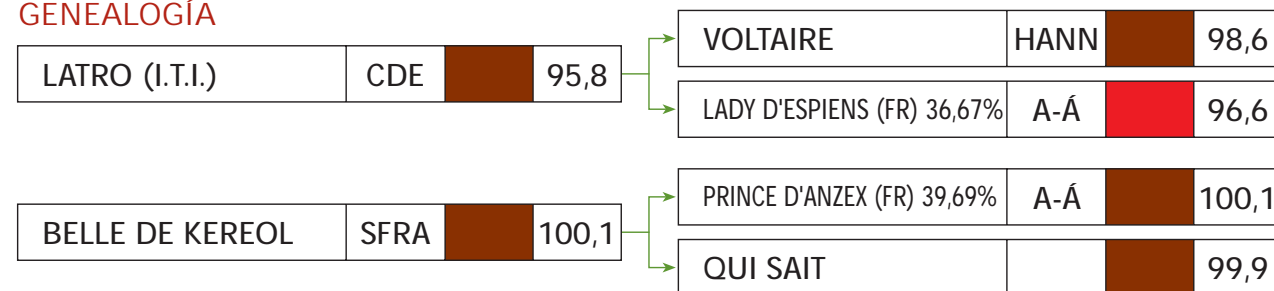 GENEALOGÍA
LATRO (I.T.I.) CDE 95,8
VOLTAIRE HANN 98,6
LADY D'ESPIENS (FR) 36,67% A-Á 96,6
BELLE DE KEREOL SFRA 100,1
PRINCE D'ANZEX (FR) 39,69% A-Á 100,1
QUI SAIT 99,9